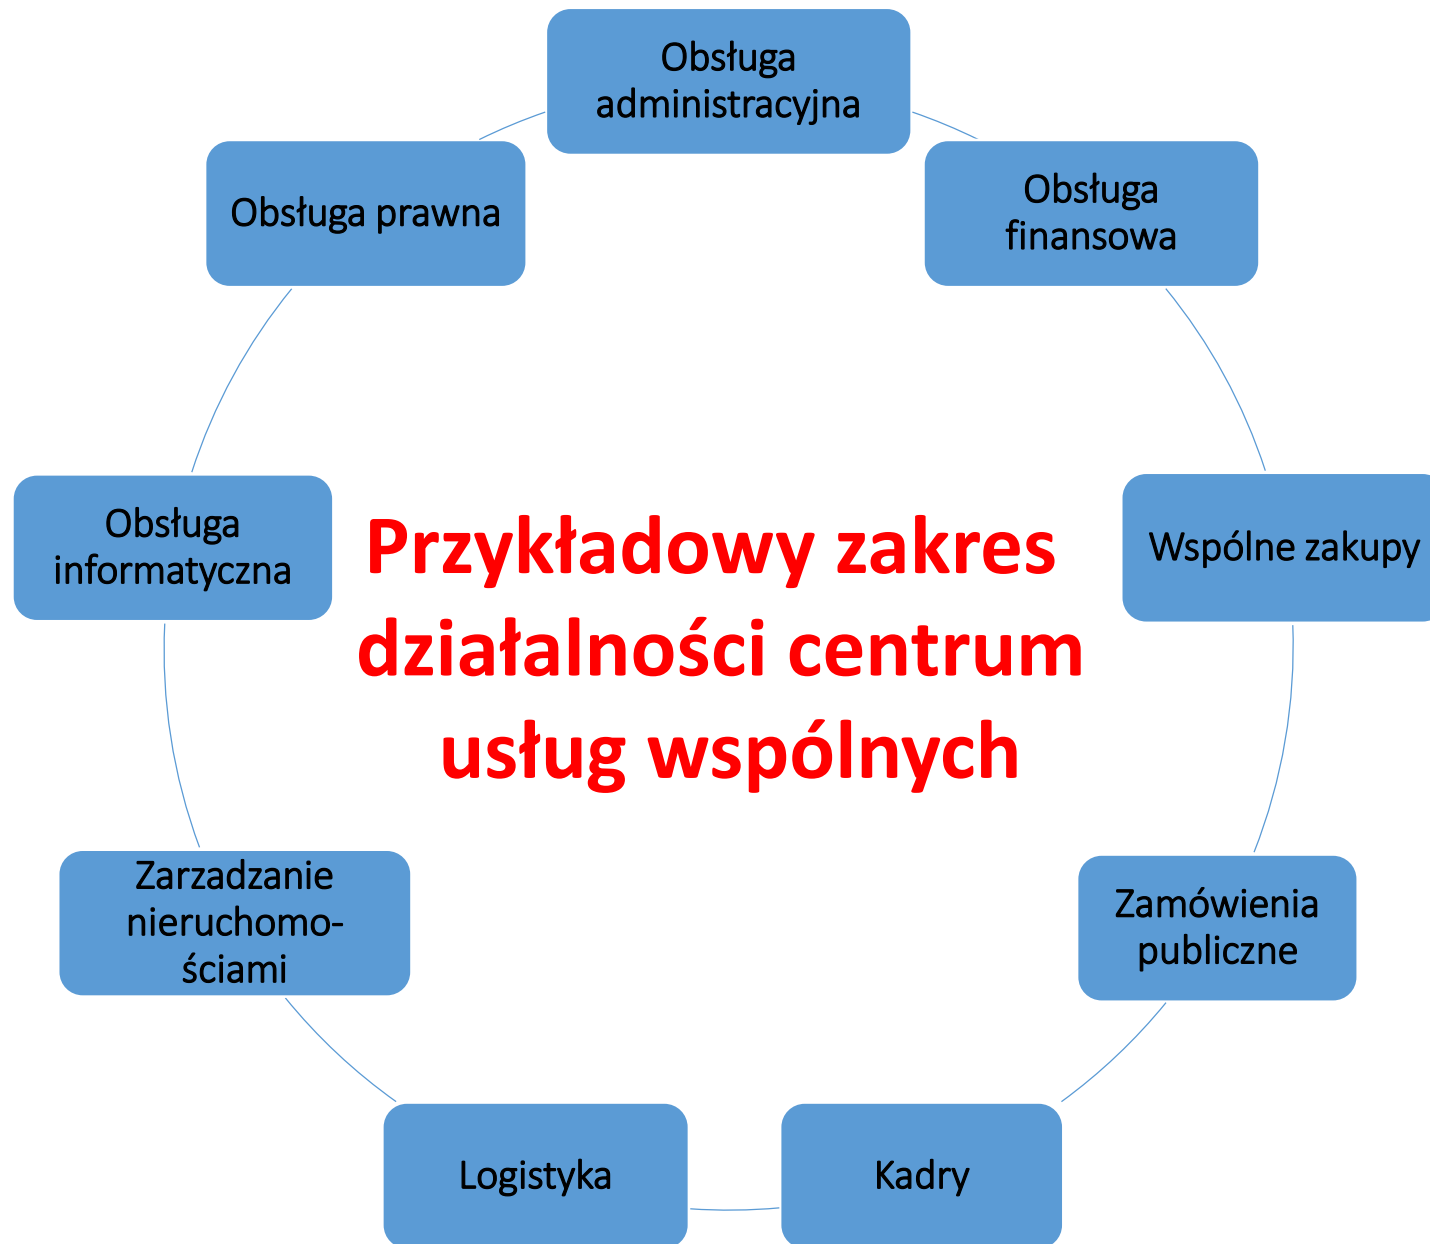 Obsługa
administracyjna
Obsługa
finansowa
Wspólne zakupy
Zamówienia
publiczne
Kadry
Logistyka
Zarzadzanie
nieruchomo-
ściami
Obsługa
informatyczna
Obsługa prawna
Przykładowy zakres
działalności centrum
usług wspólnych